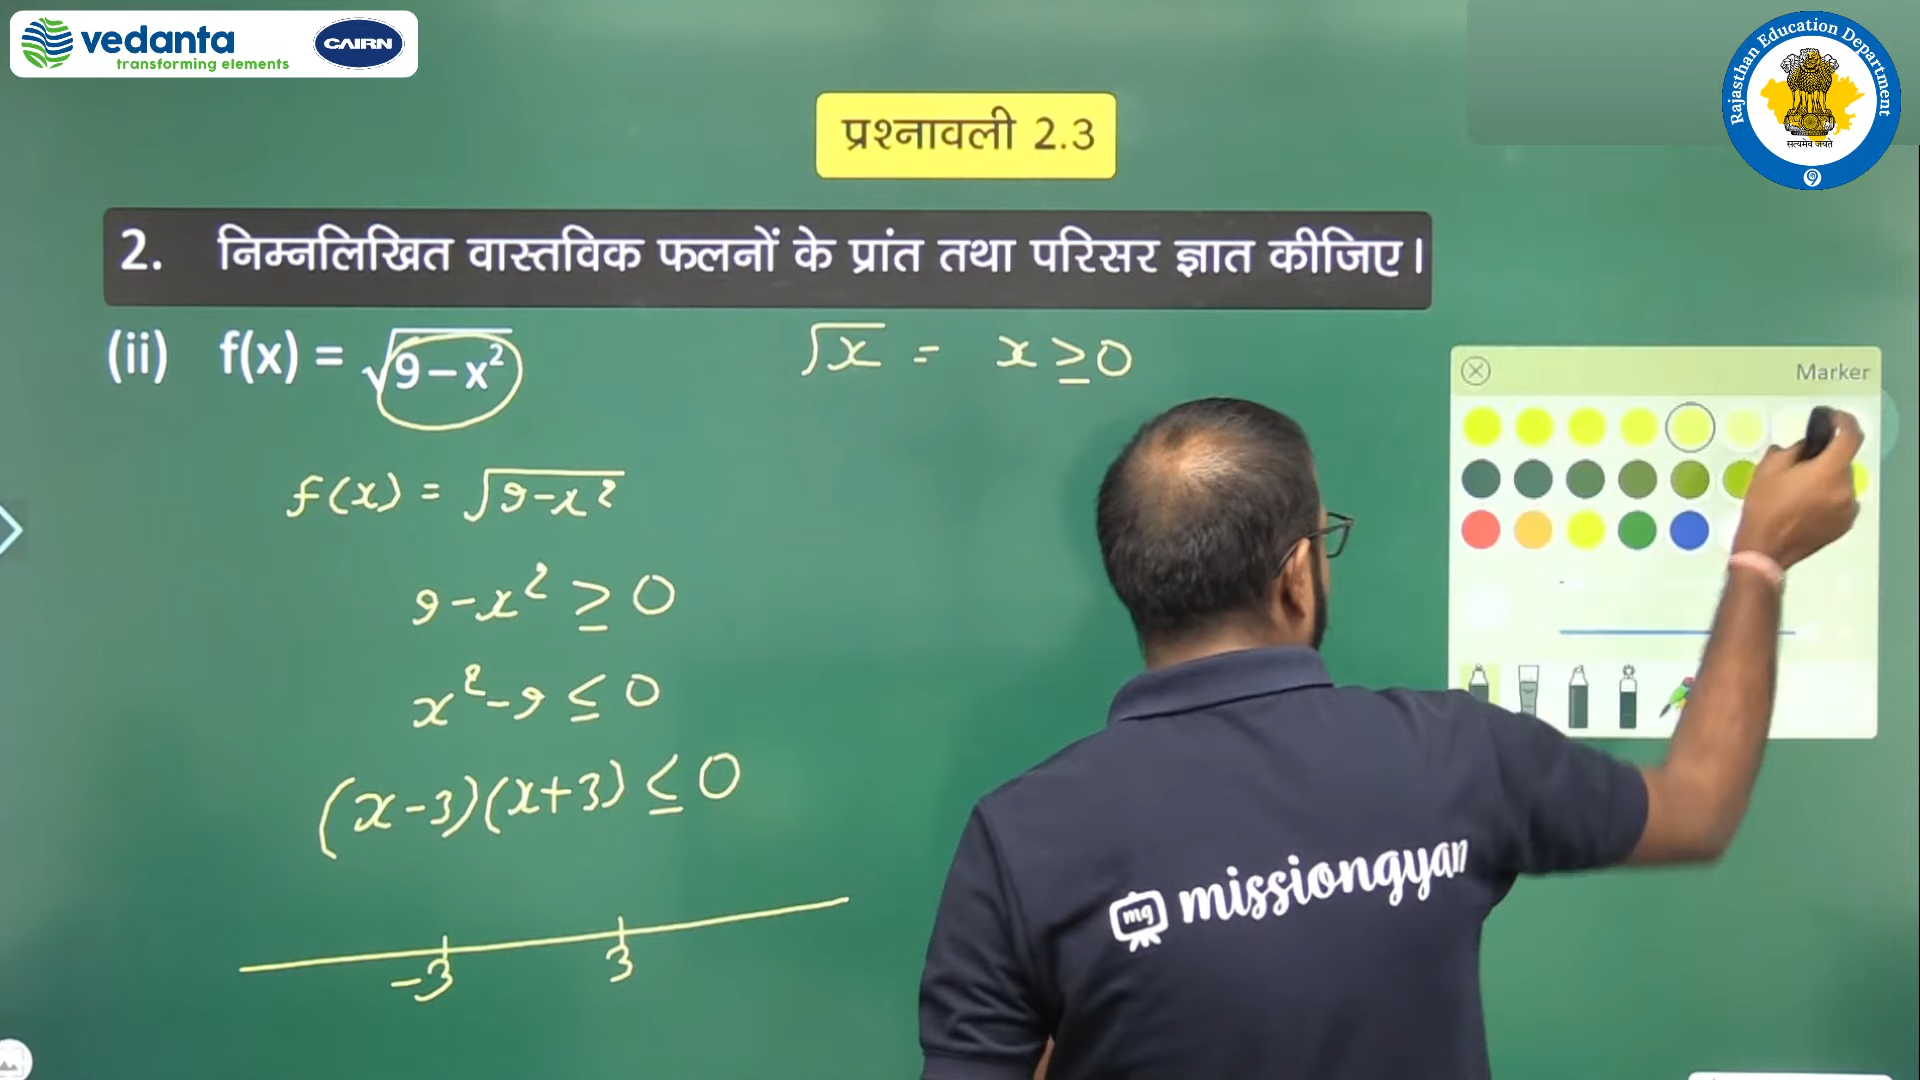 vedanta
transforming elements
CAIRN
Rajasthan Education Department
सत्यमेव जयते
प्रश्नावली 2.3
2. निम्नलिखित वास्तविक फलनों के प्रांत तथा परिसर ज्ञात कीजिए।
(ii) f(x) = √(9 – x²)
√x = x ≥ 0
Marker
f(x) = √(9-x²)
9-x² ≥ 0
x²-9 ≤ 0
(x-3)(x+3) ≤ 0
-3 3
mg missiongyan